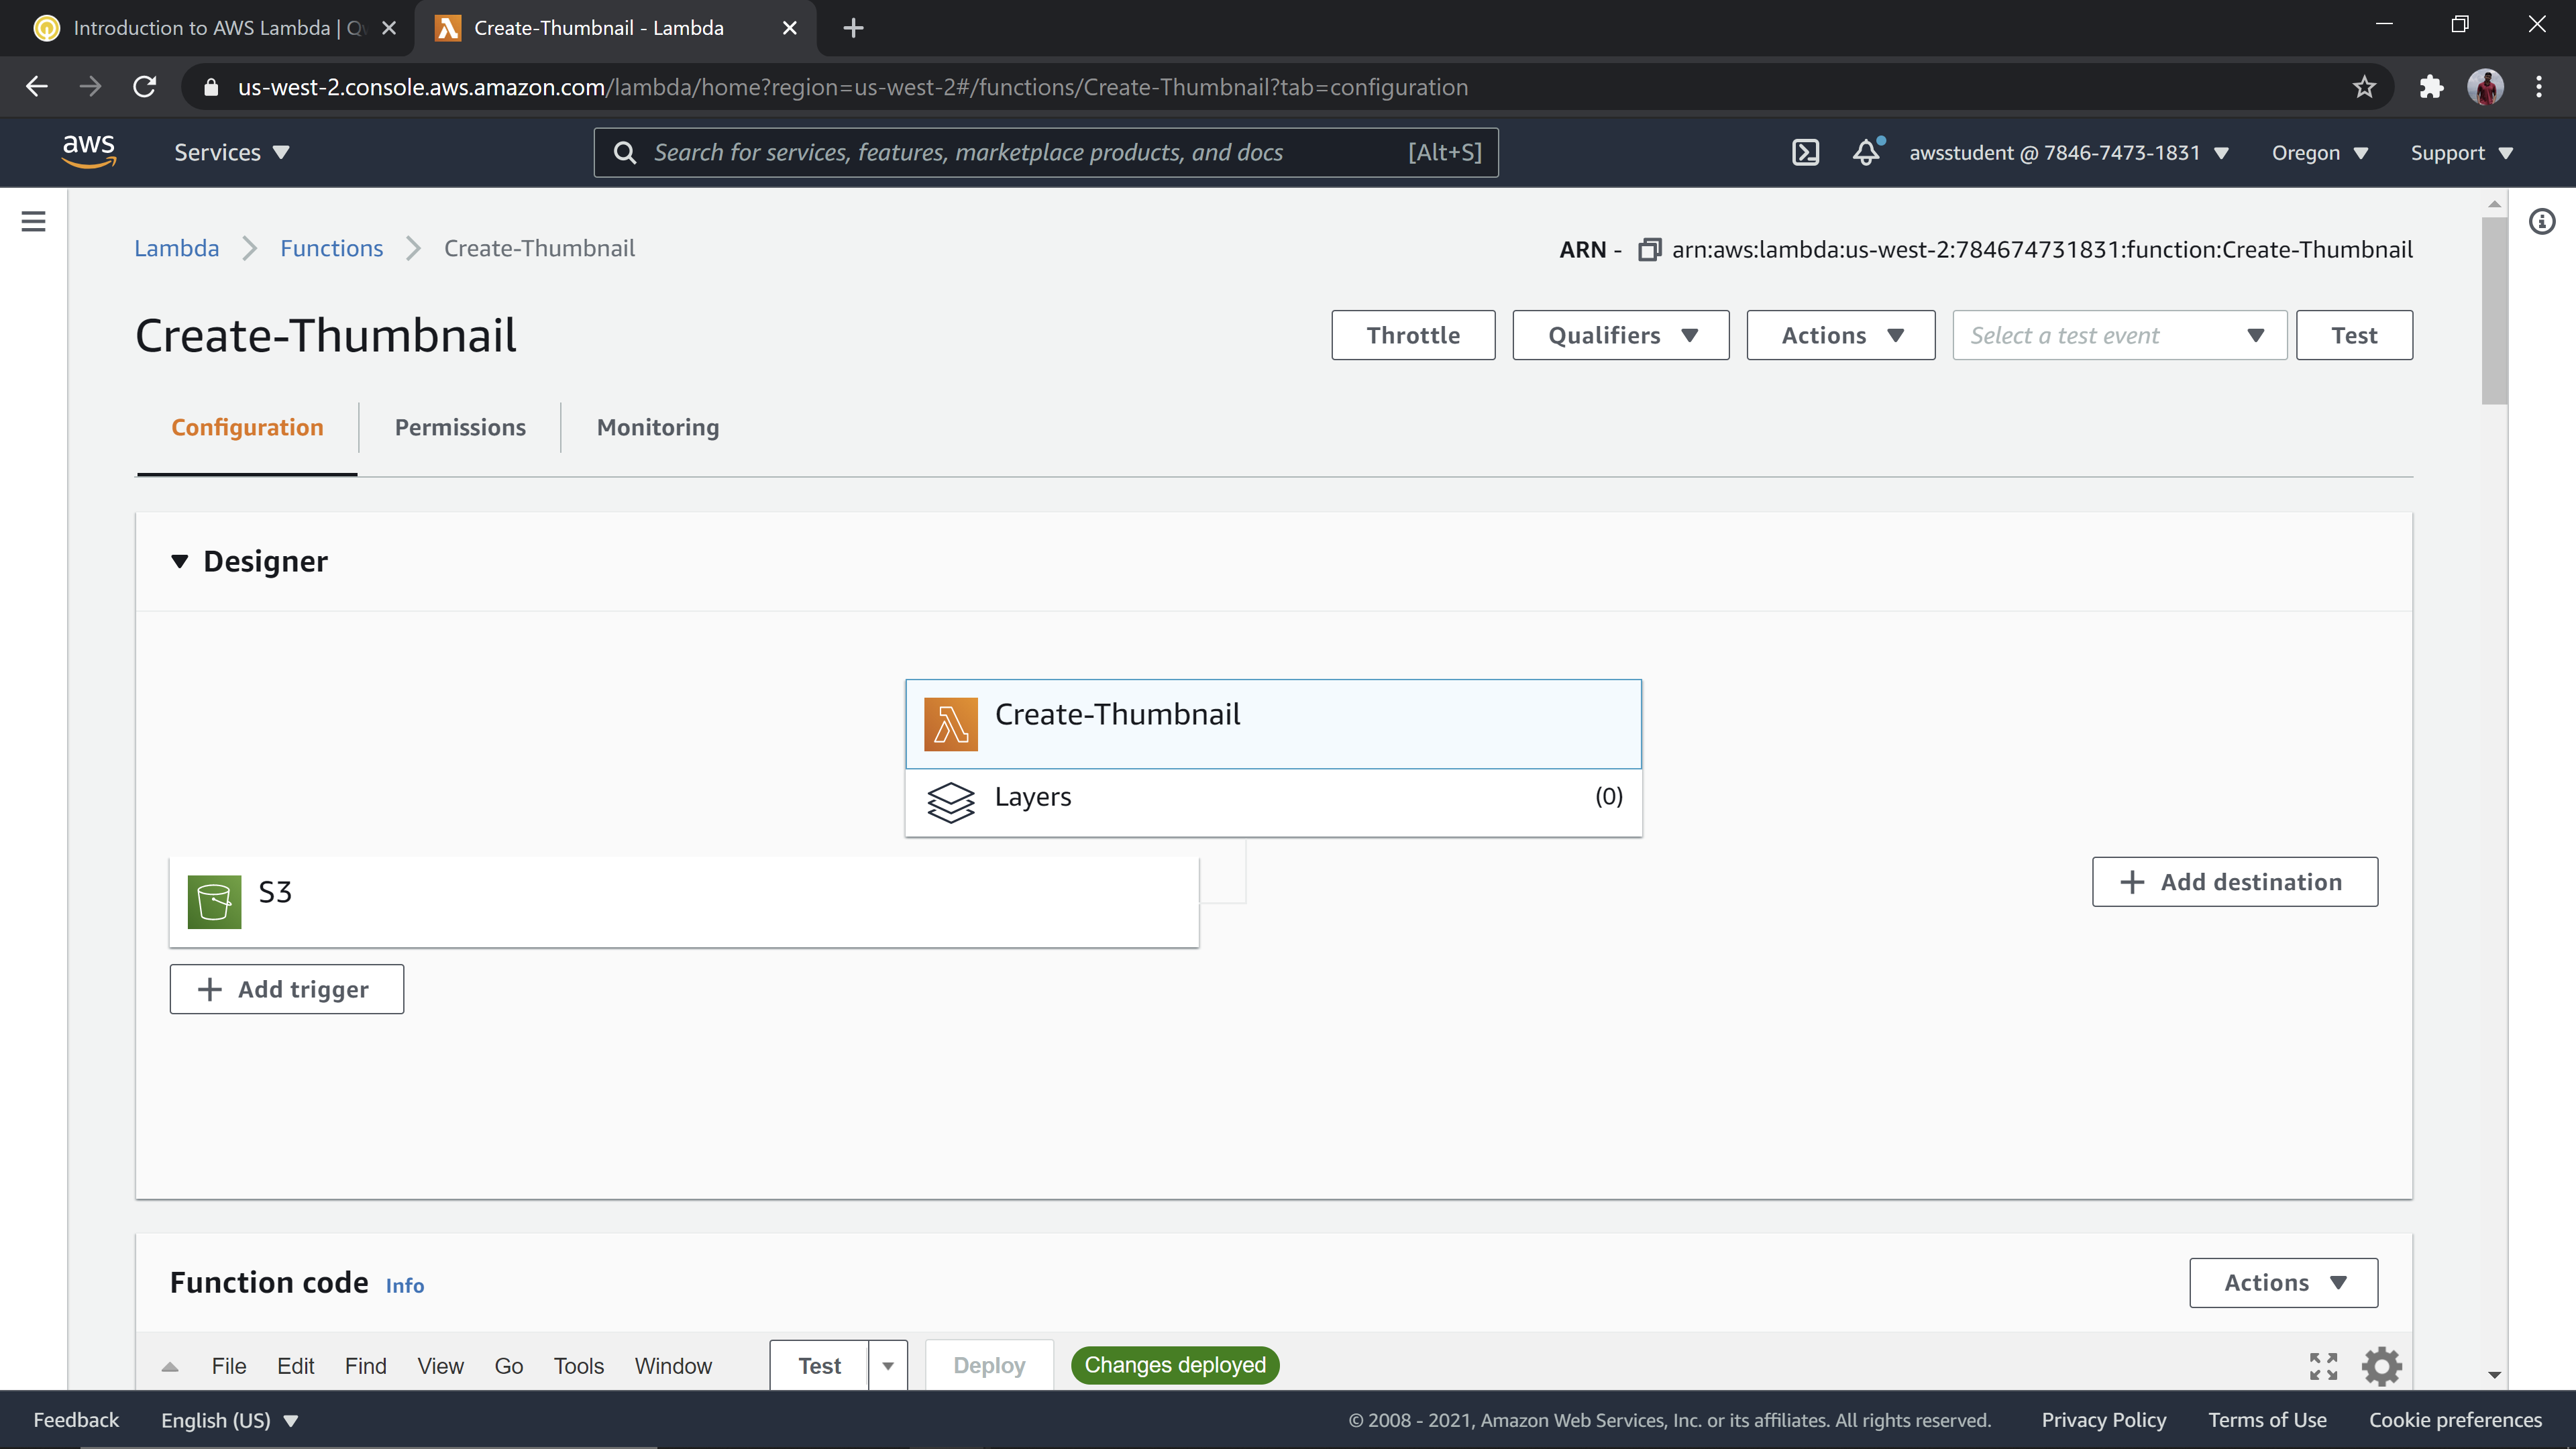 Introduction to AWS Lambda | Qw
Create-Thumbnail - Lambda
us-west-2.console.aws.amazon.com/lambda/home?region=us-west-2#/functions/Create-Thumbnail?tab=configuration
aws
Services
Search for services, features, marketplace products, and docs [Alt+S]
awsstudent @ 7846-7473-1831
Oregon
Support
Lambda
Functions
Create-Thumbnail
ARN - arn:aws:lambda:us-west-2:784674731831:function:Create-Thumbnail
Create-Thumbnail
Throttle
Qualifiers
Actions
Select a test event
Test
Configuration
Permissions
Monitoring
Designer
Create-Thumbnail
Layers (0)
S3
Add destination
Add trigger
Function code Info
Actions
File Edit Find View Go Tools Window
Test
Deploy
Changes deployed
Feedback
English (US)
© 2008 - 2021, Amazon Web Services, Inc. or its affiliates. All rights reserved.
Privacy Policy
Terms of Use
Cookie preferences